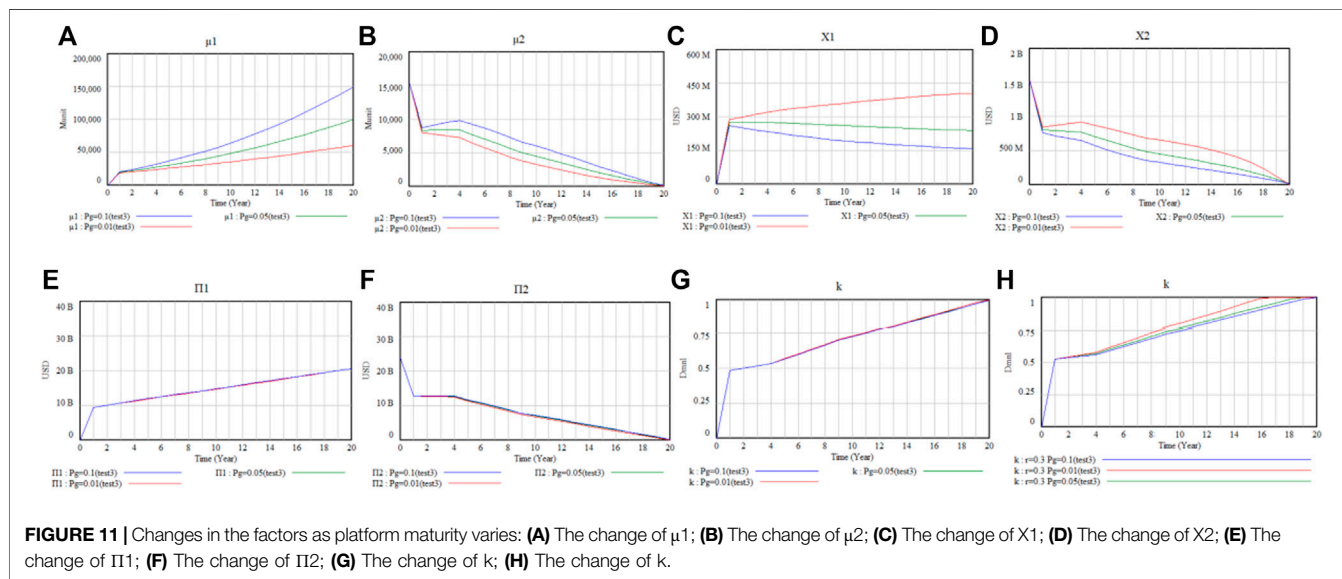 A
μ1
200,000
150,000
100,000
50,000
0
0 2 4 6 8 10 12 14 16 18 20
Time (Year)
μ1 : Pg=0.1(test3)
μ1 : Pg=0.05(test3)
μ1 : Pg=0.01(test3)
B
μ2
20,000
15,000
10,000
5,000
0
0 2 4 6 8 10 12 14 16 18 20
Time (Year)
μ2 : Pg=0.1(test3)
μ2 : Pg=0.05(test3)
μ2 : Pg=0.01(test3)
C
X1
600 M
450 M
300 M
150 M
0
USD
0 2 4 6 8 10 12 14 16 18 20
Time (Year)
X1 : Pg=0.1(test3)
X1 : Pg=0.05(test3)
X1 : Pg=0.01(test3)
D
X2
2 B
1.5 B
1 B
500 M
0
USD
0 2 4 6 8 10 12 14 16 18 20
Time (Year)
X2 : Pg=0.1(test3)
X2 : Pg=0.05(test3)
X2 : Pg=0.01(test3)
E
Π1
40 B
30 B
20 B
10 B
0
USD
0 2 4 6 8 10 12 14 16 18 20
Time (Year)
Π1 : Pg=0.1(test3)
Π1 : Pg=0.05(test3)
Π1 : Pg=0.01(test3)
F
Π2
40 B
30 B
20 B
10 B
0
USD
0 2 4 6 8 10 12 14 16 18 20
Time (Year)
Π2 : Pg=0.1(test3)
Π2 : Pg=0.05(test3)
Π2 : Pg=0.01(test3)
G
k
1
0.75
0.5
0.25
0
Dmnl
0 2 4 6 8 10 12 14 16 18 20
Time (Year)
k : Pg=0.1(test3)
k : Pg=0.05(test3)
k : Pg=0.01(test3)
H
k
1
0.75
0.5
0.25
0
Dmnl
0 2 4 6 8 10 12 14 16 18 20
Time (Year)
k : r=0.3 Pg=0.1(test3)
k : r=0.3 Pg=0.01(test3)
k : r=0.3 Pg=0.05(test3)
FIGURE 11 | Changes in the factors as platform maturity varies: (A) The change of μ1; (B) The change of μ2; (C) The change of X1; (D) The change of X2; (E) The
change of Π1; (F) The change of Π2; (G) The change of k; (H) The change of k.